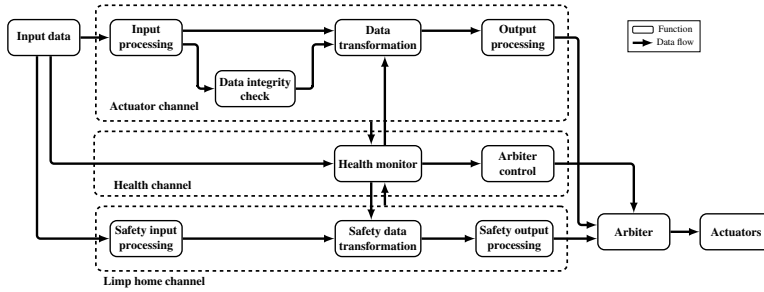 Input data
Input
processing
Data
transformation
Output
processing
Data integrity
check
Actuator channel
Function
Data flow
Health monitor
Arbiter
control
Health channel
Safety input
processing
Safety data
transformation
Safety output
processing
Arbiter
Actuators
Limp home channel